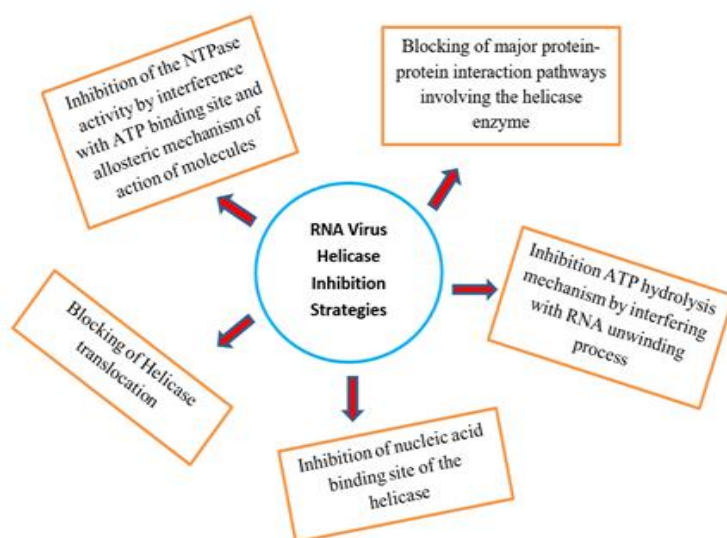 Inhibition of the NTPase
activity by interference
with ATP binding site and
allosteric mechanism of
action of molecules
Blocking of major protein-
protein interaction pathways
involving the helicase
enzyme
RNA Virus
Helicase
Inhibition
Strategies
Inhibition ATP hydrolysis
mechanism by interfering
with RNA unwinding
process
Blocking of Helicase
translocation
Inhibition of nucleic acid
binding site of the
helicase